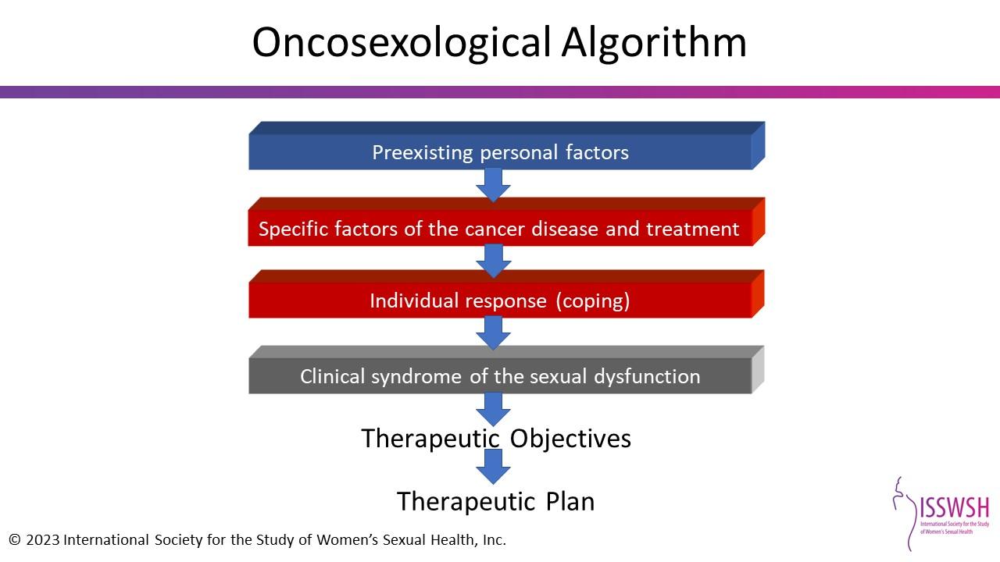 Oncosexological Algorithm
Preexisting personal factors
Specific factors of the cancer disease and treatment
Individual response (coping)
Clinical syndrome of the sexual dysfunction
Therapeutic Objectives
Therapeutic Plan
ISSWSH
International Society for the Study
of Women's Sexual Health
© 2023 International Society for the Study of Women’s Sexual Health, Inc.